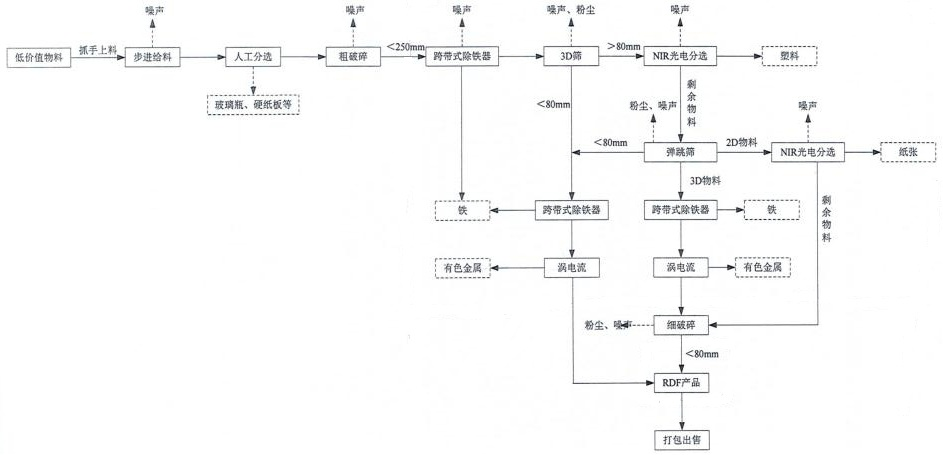 噪声
噪声
噪声
噪声、粉尘
噪声
低价值物料
抓手上料
步进给料
人工分选
粗破碎
<250mm
跨带式除铁器
3D筛
>80mm
NIR光电分选
塑料
玻璃瓶、硬纸板等
<80mm
剩余物料
粉尘、噪声
噪声
<80mm
弹跳筛
2D物料
NIR光电分选
纸张
3D物料
剩余物料
铁
跨带式除铁器
跨带式除铁器
铁
有色金属
涡电流
涡电流
有色金属
粉尘、噪声
细破碎
<80mm
RDF产品
打包出售